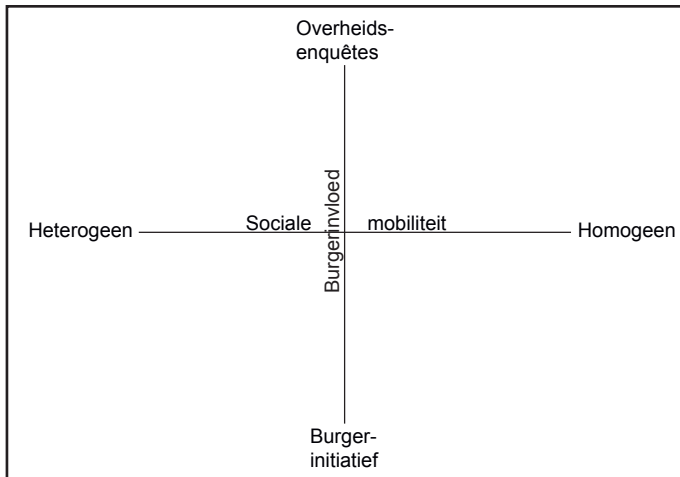 Overheids-
enquêtes
Burgerinvloed
Sociale mobiliteit
Heterogeen
Homogeen
Burger-
initiatief